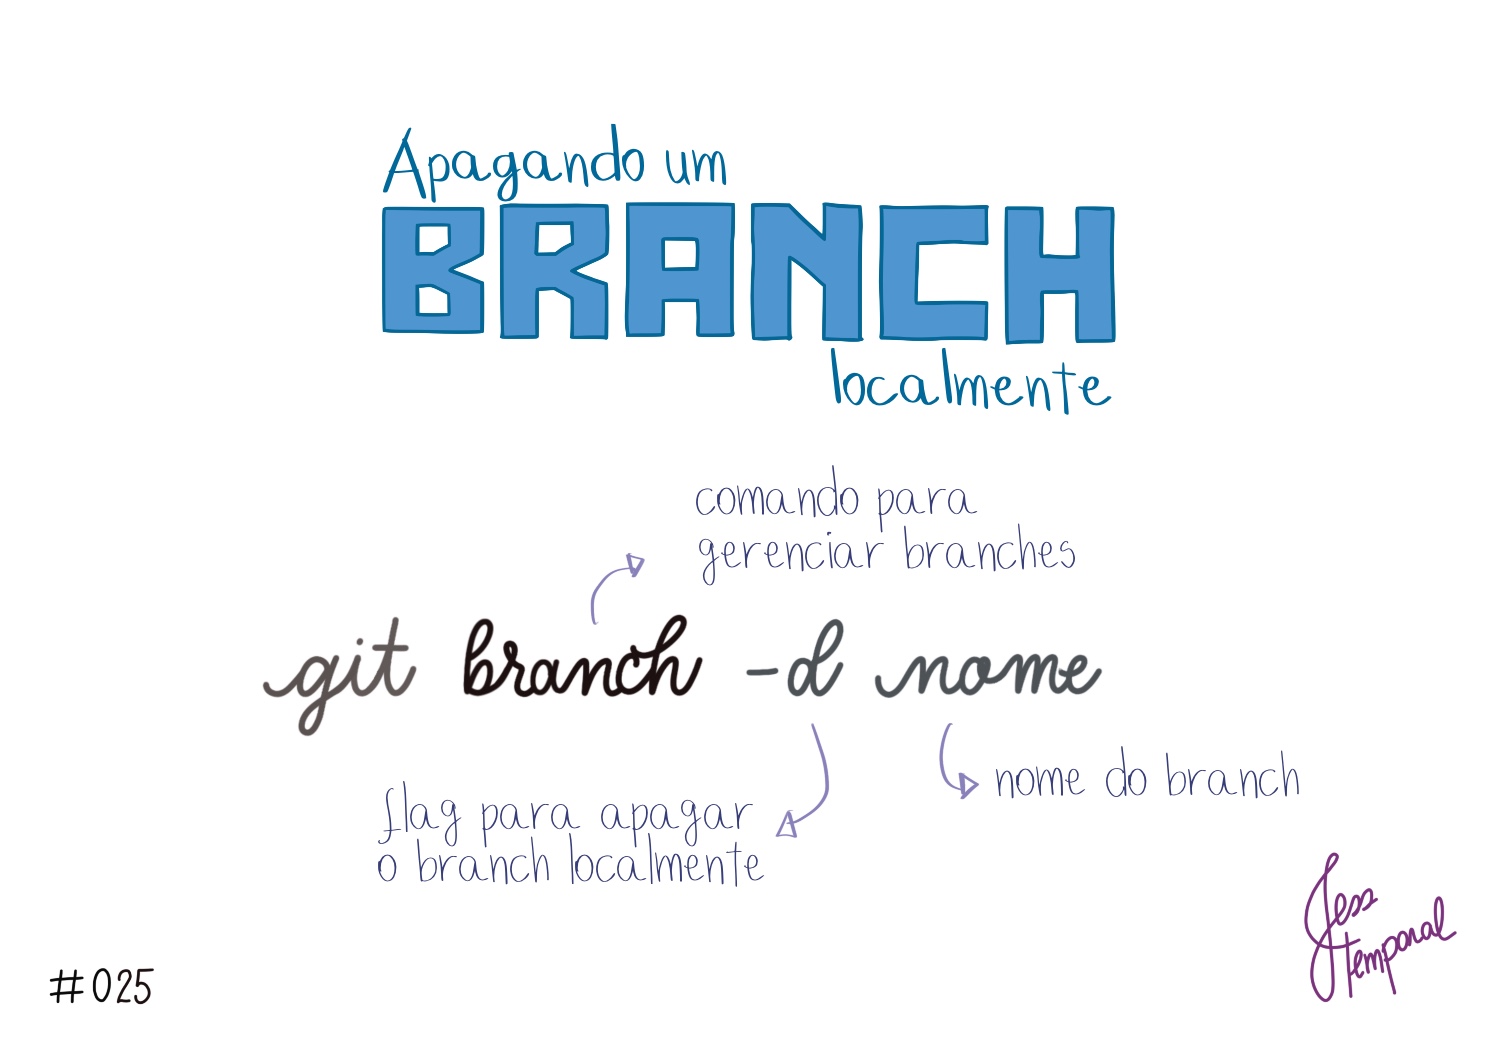 Apagando um
BRANCH
localmente
comando para
gerenciar branches
git branch -d nome
nome do branch
flag para apagar
o branch localmente
Jess
temporal
#025